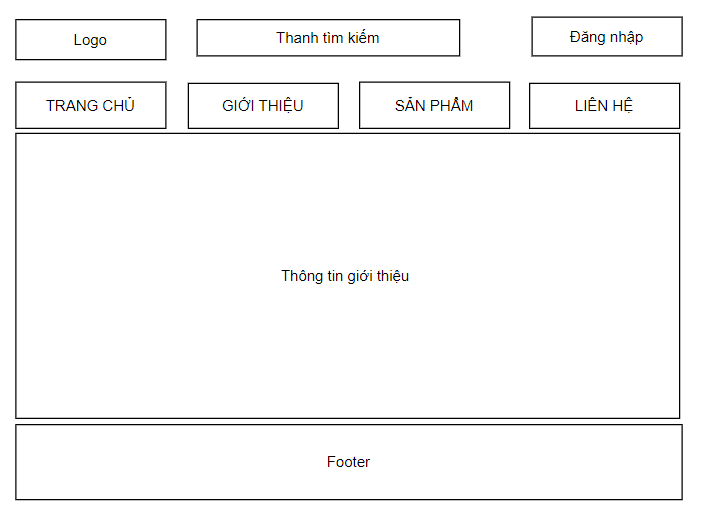 Logo
Thanh tìm kiếm
Đăng nhập
TRANG CHỦ
GIỚI THIỆU
SẢN PHẨM
LIÊN HỆ
Thông tin giới thiệu
Footer